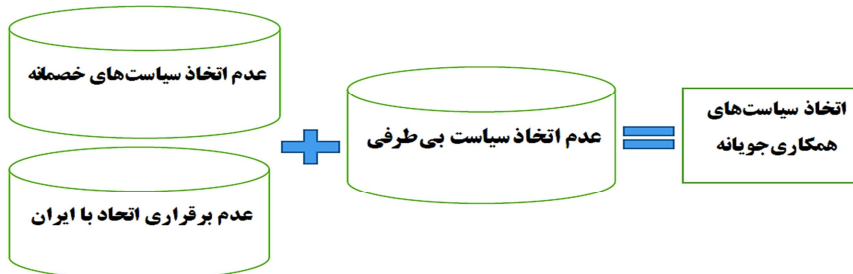 عدم اتخاذ سیاست‌های خصمانه
عدم برقراری اتحاد با ایران
عدم اتخاذ سیاست بی‌طرفی
اتخاذ سیاست‌های
همکاری‌جویانه